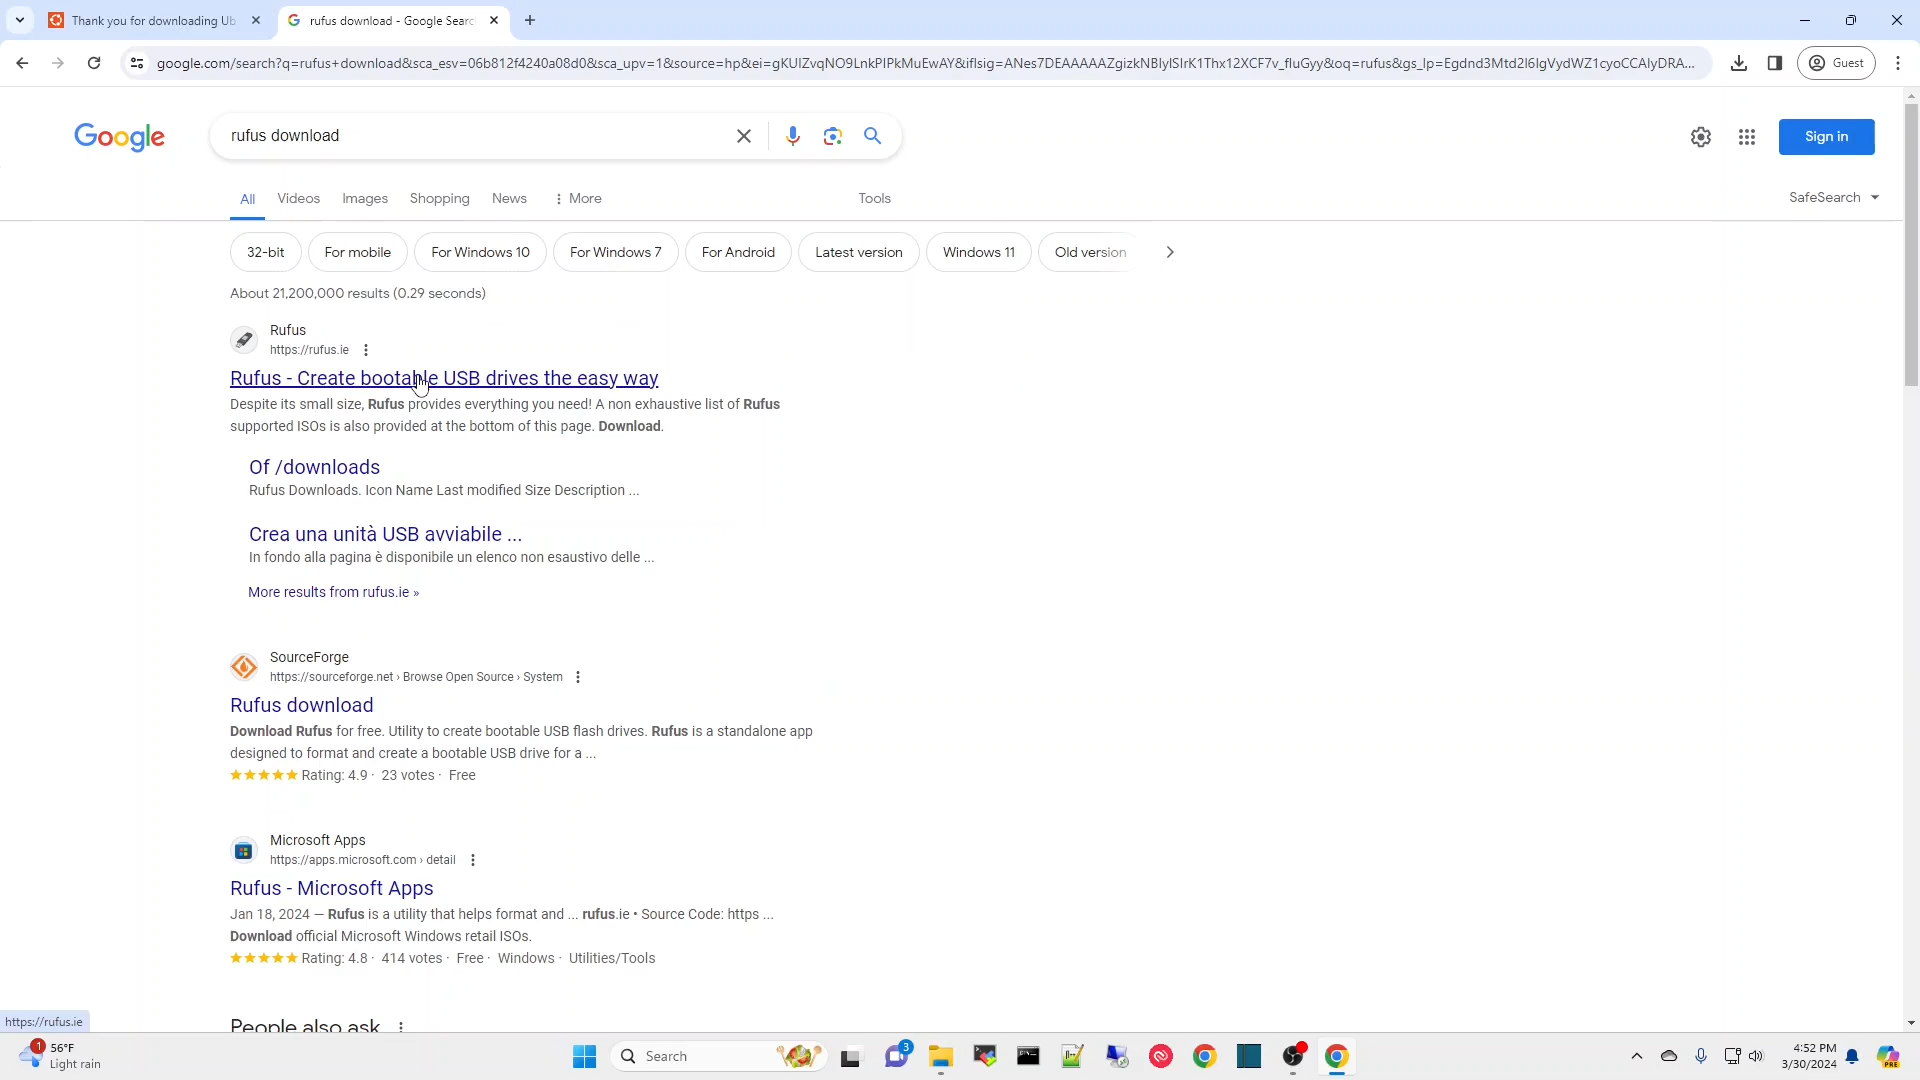 Thank you for downloading Ub
rufus download - Google Searc
google.com/search?q=rufus+download&sca_esv=06b812f4240a08d0&sca_upv=1&source=hp&ei=gKUIZvqNO9LnkPIPkMuEwAY&iflsig=ANes7DEAAAAAZgizkNBIylSIrK1Thx12XCF7v_fluGyy&oq=rufus&gs_lp=Egdnd3Mtd2l6IgVydWZ1cyoCCAIyDRA...
Guest
Google
rufus download
Sign in
All Videos Images Shopping News More Tools
SafeSearch
32-bit For mobile For Windows 10 For Windows 7 For Android Latest version Windows 11 Old version
About 21,200,000 results (0.29 seconds)
Rufus
https://rufus.ie
Rufus - Create bootable USB drives the easy way
Despite its small size, Rufus provides everything you need! A non exhaustive list of Rufus
supported ISOs is also provided at the bottom of this page. Download.
Of /downloads
Rufus Downloads. Icon Name Last modified Size Description ...
Crea una unità USB avviabile ...
In fondo alla pagina è disponibile un elenco non esaustivo delle ...
More results from rufus.ie »
SourceForge
https://sourceforge.net › Browse Open Source › System
Rufus download
Download Rufus for free. Utility to create bootable USB flash drives. Rufus is a standalone app
designed to format and create a bootable USB drive for a ...
Rating: 4.9 · 23 votes · Free
Microsoft Apps
https://apps.microsoft.com › detail
Rufus - Microsoft Apps
Jan 18, 2024 — Rufus is a utility that helps format and ... rufus.ie • Source Code: https ...
Download official Microsoft Windows retail ISOs.
Rating: 4.8 · 414 votes · Free · Windows · Utilities/Tools
People also ask
https://rufus.ie
1
56°F
Light rain
Search
3
4:52 PM
3/30/2024
PRE